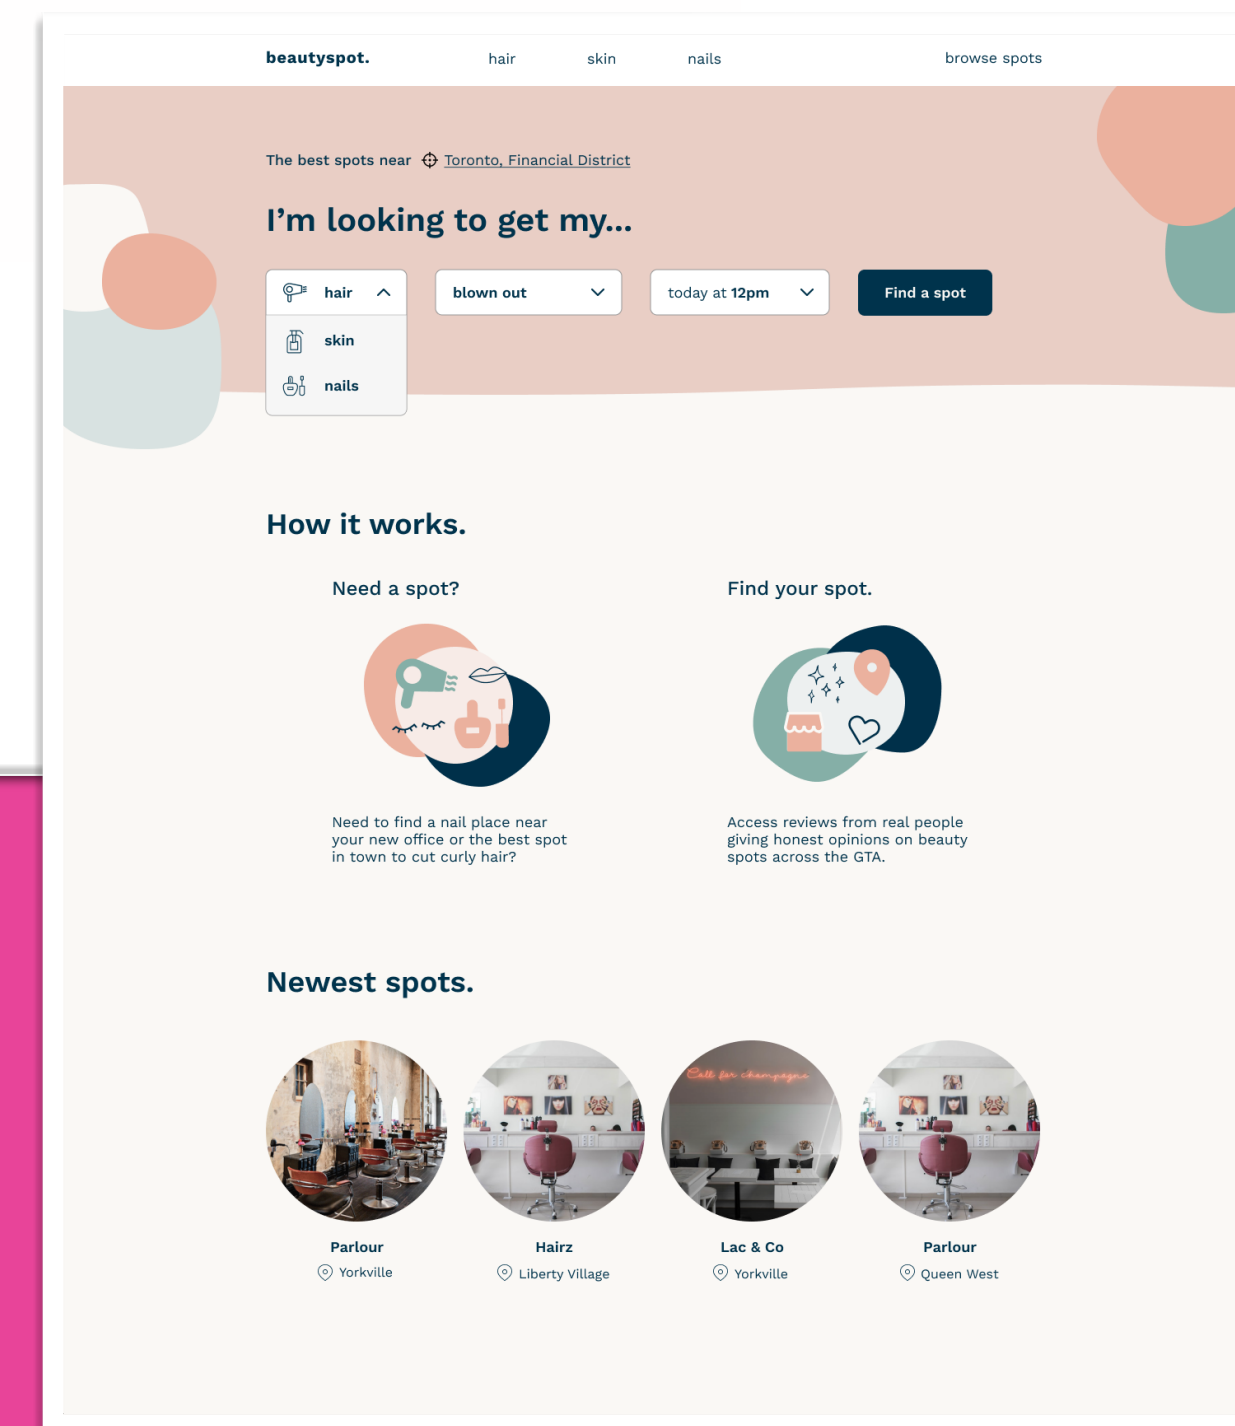 beautyspot.
hair
skin
nails
browse spots
The best spots near Toronto, Financial District
I’m looking to get my...
hair
blown out
today at 12pm
Find a spot
skin
nails
How it works.
Need a spot?
Find your spot.
Need to find a nail place near
your new office or the best spot
in town to cut curly hair?
Access reviews from real people
giving honest opinions on beauty
spots across the GTA.
Newest spots.
Call for champagne
Parlour
Yorkville
Hairz
Liberty Village
Lac & Co
Yorkville
Parlour
Queen West